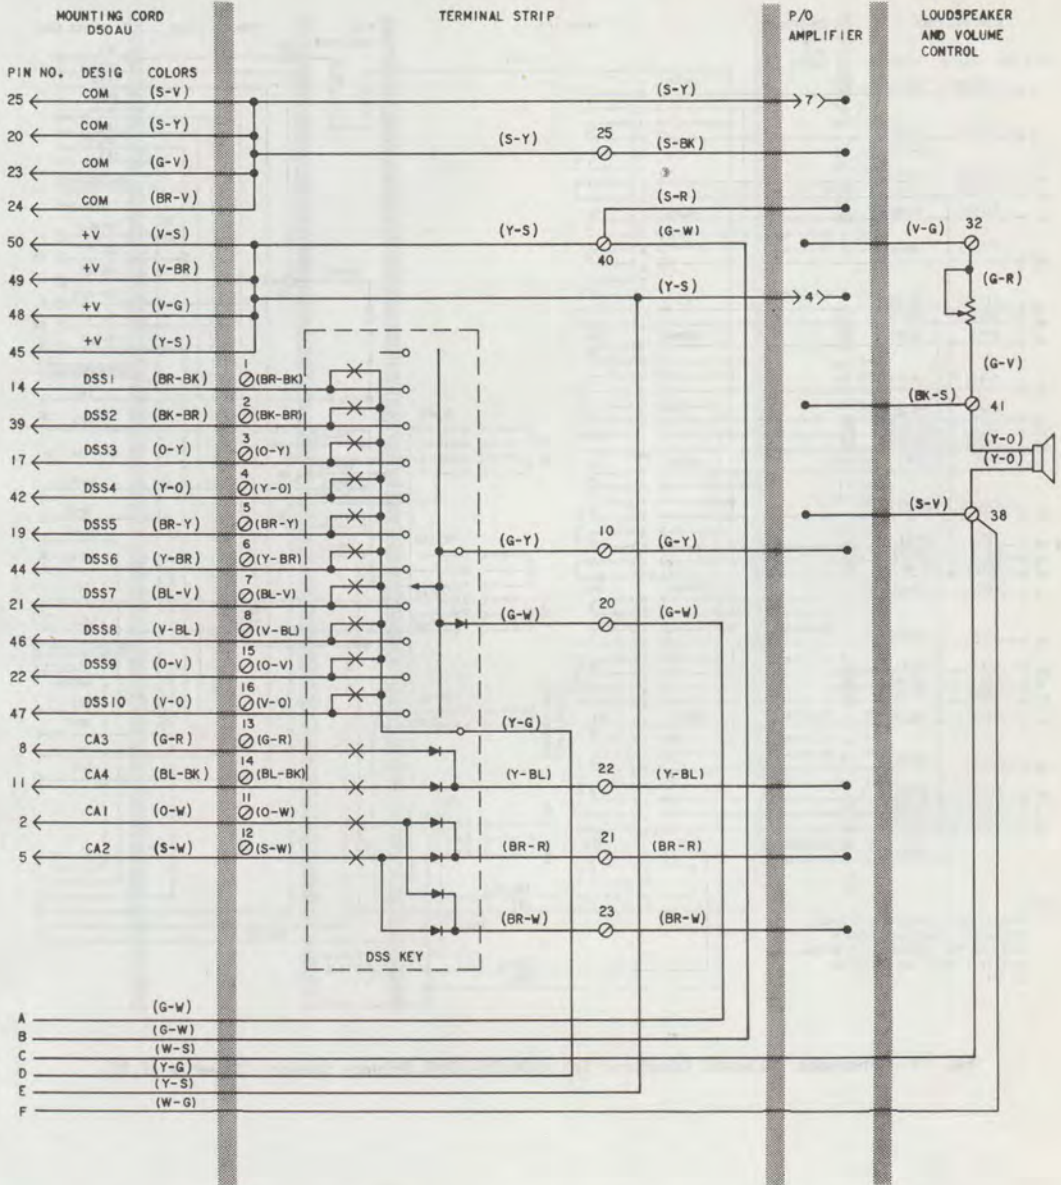 MOUNTING CORD
D50AU
TERMINAL STRIP
P/O
AMPLIFIER
LOUDSPEAKER
AND VOLUME
CONTROL
PIN NO. DESIG COLORS
25 COM (S-V) (S-Y) 7
20 COM (S-Y)
(S-Y) 25 (S-BK)
23 COM (G-V)
24 COM (BR-V) (S-R)
50 +V (V-S) (Y-S) 40 (G-W) (V-G) 32
49 +V (V-BR) (G-R)
48 +V (V-G) (Y-S) 4
45 +V (Y-S)
14 DSS1 (BR-BK) 1 (BR-BK) (G-V)
39 DSS2 (BK-BR) 2 (BK-BR) (BK-S) 41
17 DSS3 (O-Y) 3 (O-Y) (Y-O)
(Y-O)
42 DSS4 (Y-O) 4 (Y-O)
19 DSS5 (BR-Y) 5 (BR-Y) (S-V) 38
44 DSS6 (Y-BR) 6 (Y-BR) (G-Y) 10 (G-Y)
21 DSS7 (BL-V) 7 (BL-V)
46 DSS8 (V-BL) 8 (V-BL) (G-W) 20 (G-W)
22 DSS9 (O-V) 15 (O-V)
47 DSS10 (V-O) 16 (V-O)
(Y-G)
8 CA3 (G-R) 13 (G-R)
11 CA4 (BL-BK) 14 (BL-BK) (Y-BL) 22 (Y-BL)
2 CA1 (O-W) 11 (O-W)
5 CA2 (S-W) 12 (S-W) (BR-R) 21 (BR-R)
(BR-W) 23 (BR-W)
DSS KEY
A (G-W)
B (G-W)
C (W-S)
D (Y-G)
E (Y-S)
F (W-G)